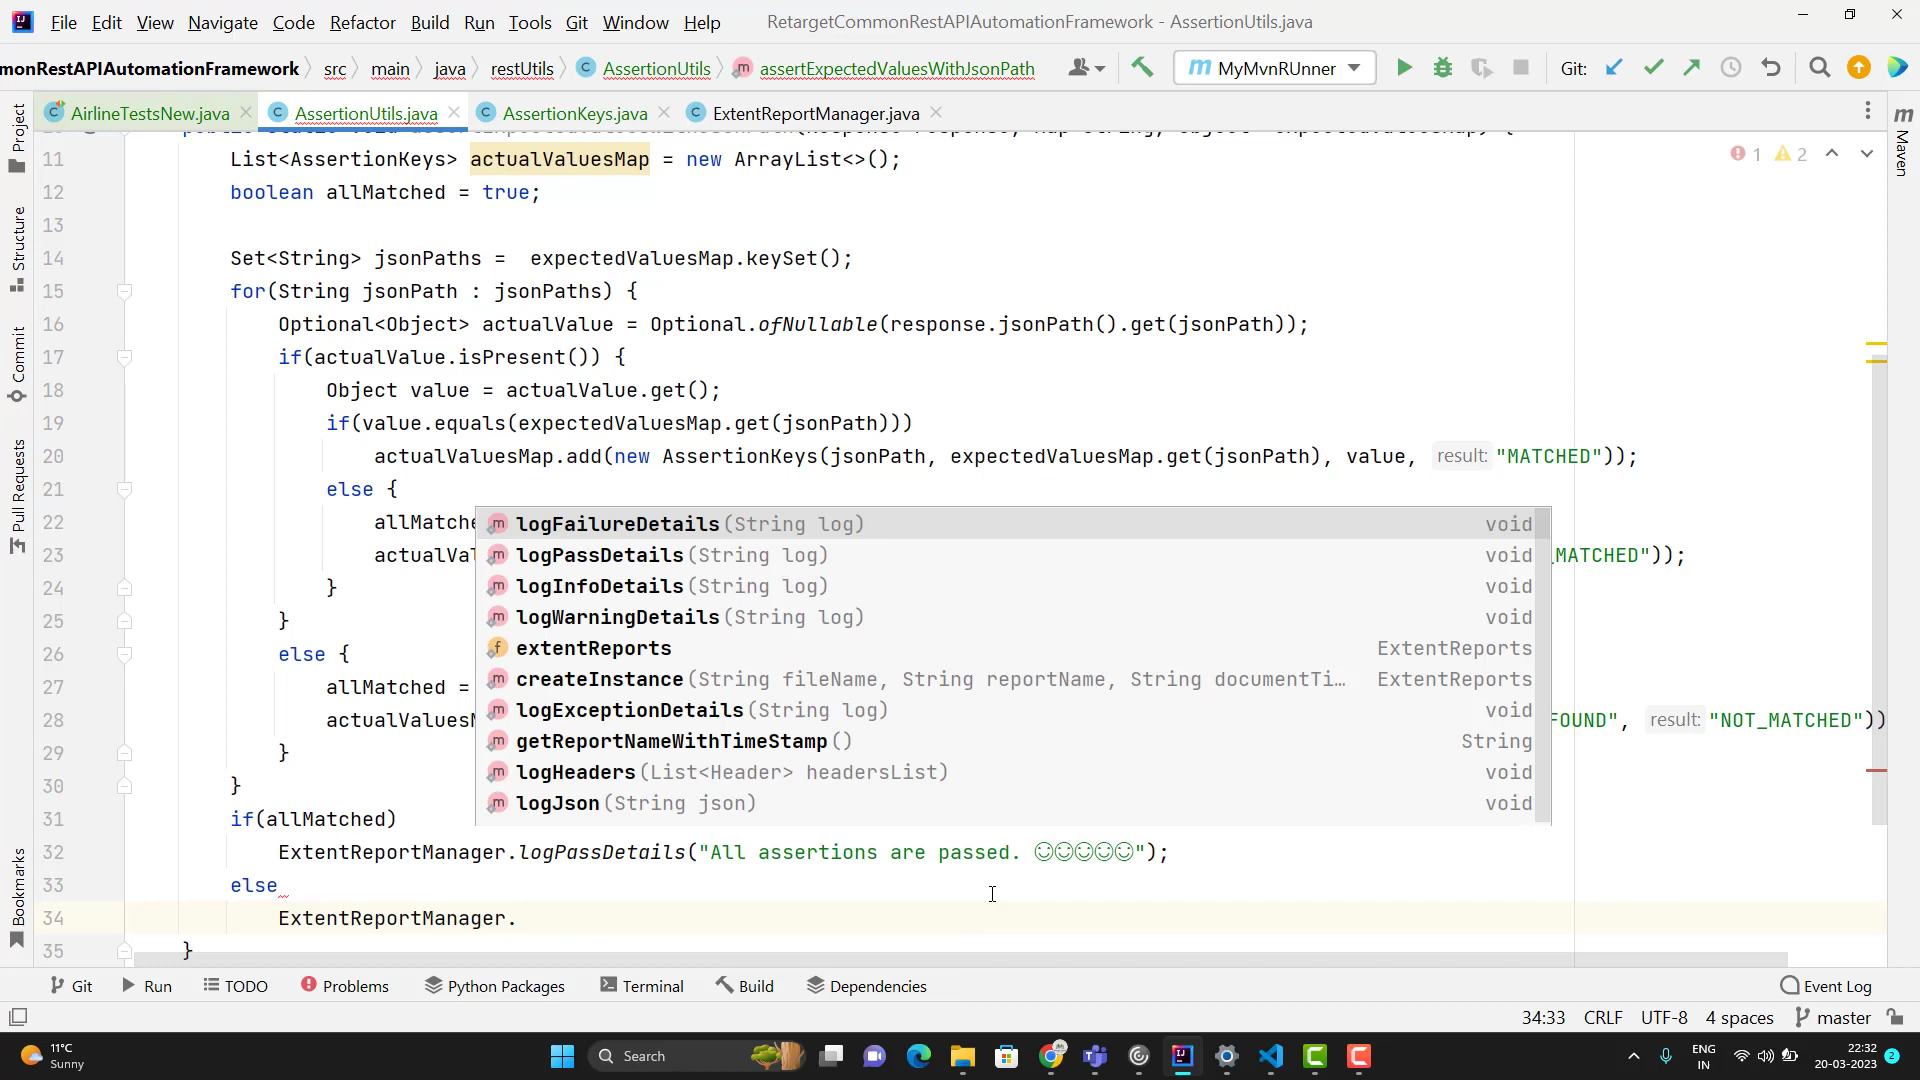 File Edit View Navigate Code Refactor Build Run Tools Git Window Help RetargetCommonRestAPIAutomationFramework - AssertionUtils.java
monRestAPIAutomationFramework src main java restUtils AssertionUtils assertExpectedValuesWithJsonPath MyMvnRUnner Git:
AirlineTestsNew.java AssertionUtils.java AssertionKeys.java ExtentReportManager.java
11 List<AssertionKeys> actualValuesMap = new ArrayList<>(); 1 2
12 boolean allMatched = true;
13
14 Set<String> jsonPaths = expectedValuesMap.keySet();
15 for(String jsonPath : jsonPaths) {
16 Optional<Object> actualValue = Optional.ofNullable(response.jsonPath().get(jsonPath));
17 if(actualValue.isPresent()) {
18 Object value = actualValue.get();
19 if(value.equals(expectedValuesMap.get(jsonPath)))
20 actualValuesMap.add(new AssertionKeys(jsonPath, expectedValuesMap.get(jsonPath), value, result: "MATCHED"));
21 else {
22 allMatche
23 actualVal _MATCHED"));
24 }
25 }
26 else {
27 allMatched =
28 actualValuesM FOUND", result: "NOT_MATCHED"))
29 }
30 }
31 if(allMatched)
32 ExtentReportManager.logPassDetails("All assertions are passed. ☺☺☺☺☺");
33 else
34 ExtentReportManager.
35 }
logFailureDetails(String log) void
logPassDetails(String log) void
logInfoDetails(String log) void
logWarningDetails(String log) void
extentReports ExtentReports
createInstance(String fileName, String reportName, String documentTi... ExtentReports
logExceptionDetails(String log) void
getReportNameWithTimeStamp() String
logHeaders(List<Header> headersList) void
logJson(String json) void
Project
Structure
Commit
Pull Requests
Bookmarks
Maven
Git Run TODO Problems Python Packages Terminal Build Dependencies Event Log
34:33 CRLF UTF-8 4 spaces master
11°C
Sunny
Search
ENG
IN
22:32
20-03-2023
2